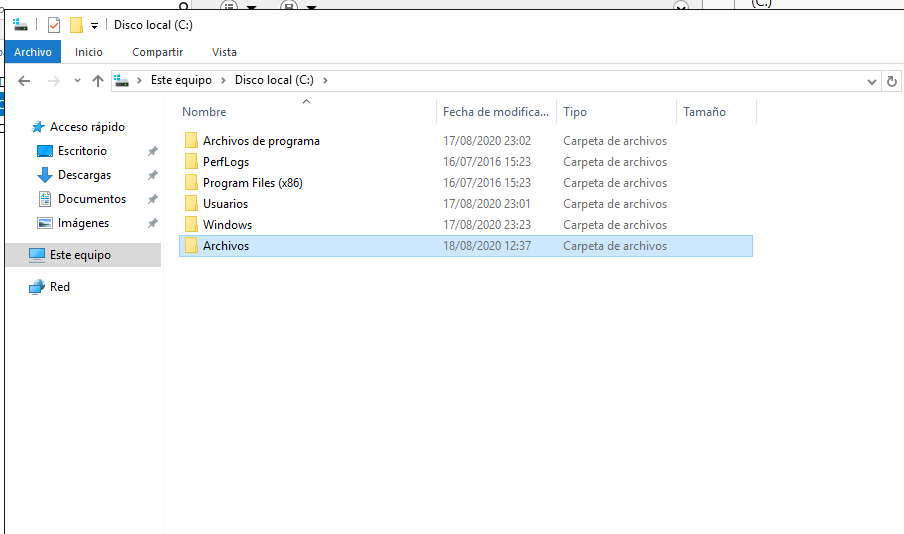 (C:)
Disco local (C:)
Archivo Inicio Compartir Vista
Este equipo Disco local (C:)
Nombre Fecha de modifica... Tipo Tamaño
Acceso rápido
Escritorio
Descargas
Documentos
Imágenes
Este equipo
Red
Archivos de programa 17/08/2020 23:02 Carpeta de archivos
PerfLogs 16/07/2016 15:23 Carpeta de archivos
Program Files (x86) 16/07/2016 15:23 Carpeta de archivos
Usuarios 17/08/2020 23:01 Carpeta de archivos
Windows 17/08/2020 23:23 Carpeta de archivos
Archivos 18/08/2020 12:37 Carpeta de archivos